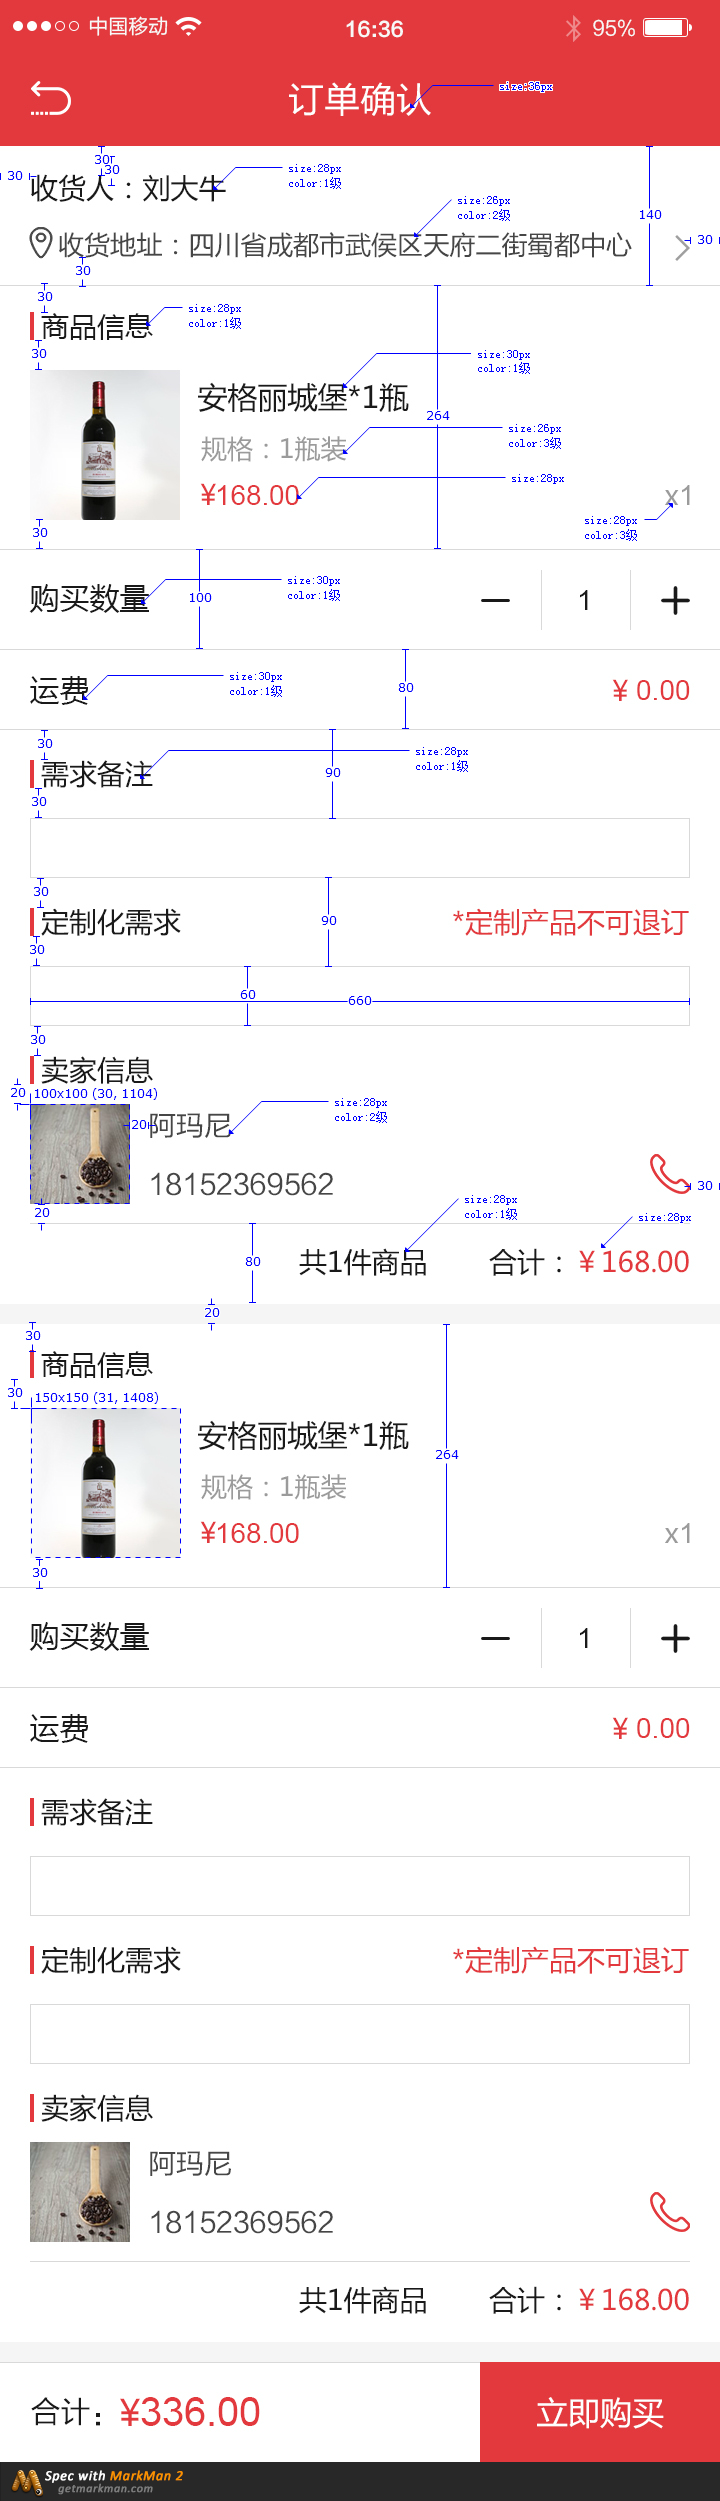 中国移动 16:36 95%
订单确认
size:36px
30 30 30
收货人：刘大牛
size:28px
color:1级
size:26px
color:2级
140
收货地址：四川省成都市武侯区天府二街蜀都中心
30
30
30
商品信息
size:28px
color:1级
30
安格丽城堡*1瓶
size:30px
color:1级
264
规格：1瓶装
size:26px
color:3级
¥168.00
size:28px
x1
size:28px
color:3级
30
购买数量
100
size:30px
color:1级
1
运费
size:30px
color:1级
80
¥ 0.00
30
需求备注
90
size:28px
color:1级
30
30
定制化需求
90
*定制产品不可退订
30
60
660
30
卖家信息
20
100x100 (30, 1104)
20
阿玛尼
size:28px
color:2级
18152369562
30
20
size:28px
color:1级
size:28px
80
共1件商品 合计：¥ 168.00
20
30
商品信息
30
150x150 (31, 1408)
安格丽城堡*1瓶
264
规格：1瓶装
¥168.00
x1
30
购买数量
1
运费
¥ 0.00
需求备注
定制化需求
*定制产品不可退订
卖家信息
阿玛尼
18152369562
共1件商品 合计：¥ 168.00
合计：¥336.00
立即购买
Spec with MarkMan 2
getmarkman.com